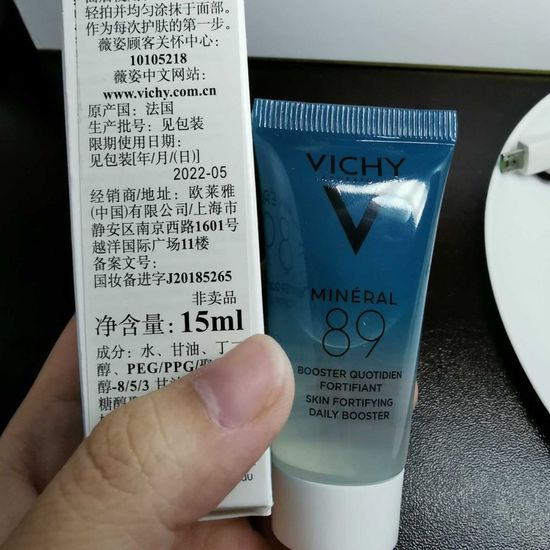 轻拍并均匀涂抹于面部。
作为每次护肤的第一步。
薇姿顾客关怀中心：
10105218
薇姿中文网站：
www.vichy.com.cn
原产国：法国
生产批号：见包装
限期使用日期：
见包装[年/月/(日)]
2022-05
经销商/地址：欧莱雅
(中国)有限公司/上海市
静安区南京西路1601号
越洋国际广场11楼
备案文号：
国妆备进字J20185265
非卖品
净含量：15ml
成分：水、甘油、丁二
醇、PEG/PPG/聚
醇-8/5/3 甘油
糖醇
VICHY
MINÉRAL
89
BOOSTER QUOTIDIEN
FORTIFIANT
SKIN FORTIFYING
DAILY BOOSTER